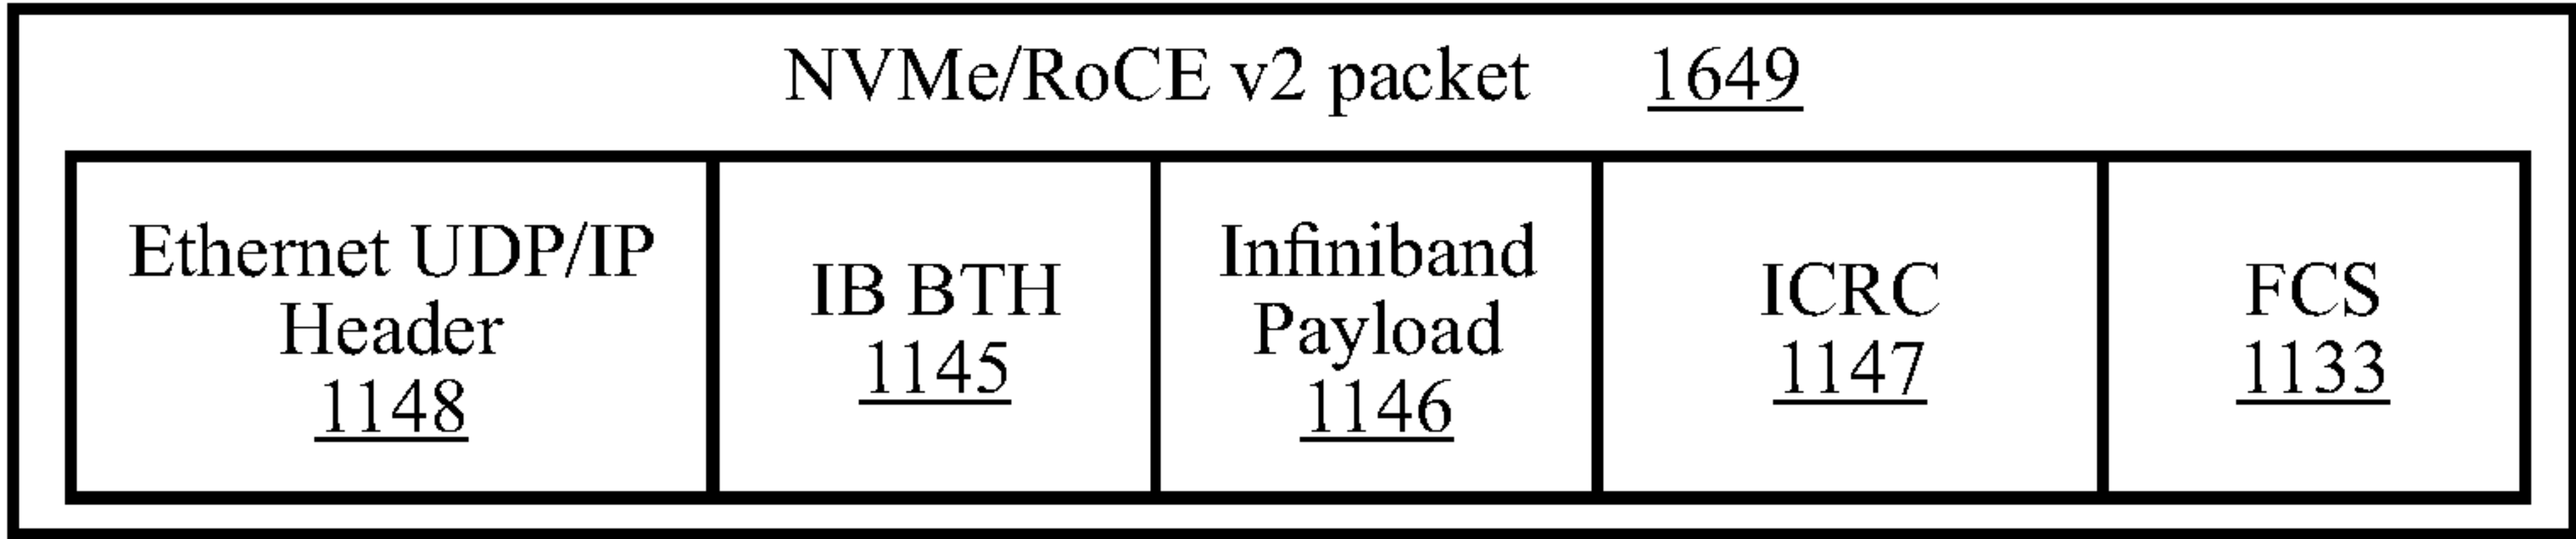 NVMe/RoCE v2 packet 1649
Ethernet UDP/IP
Header
1148
IB BTH
1145
Infiniband
Payload
1146
ICRC
1147
FCS
1133